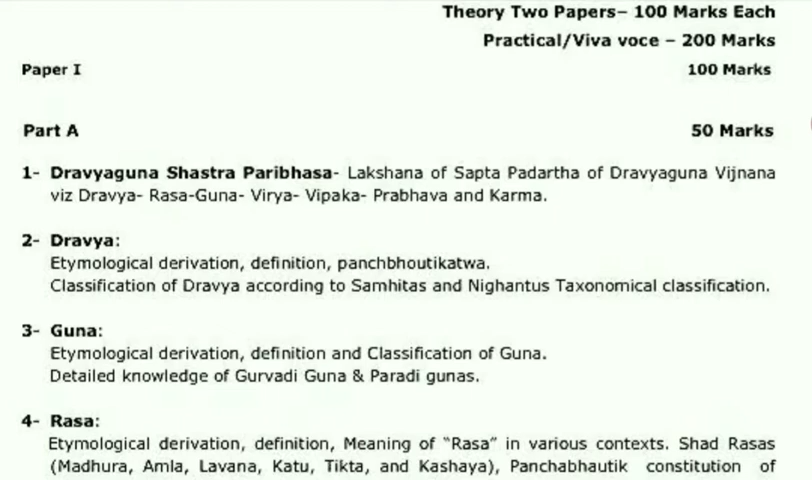 Theory Two Papers– 100 Marks Each
Practical/Viva voce – 200 Marks
Paper I 100 Marks
Part A 50 Marks
1- Dravyaguna Shastra Paribhasa- Lakshana of Sapta Padartha of Dravyaguna Vijnana
viz Dravya- Rasa-Guna- Virya- Vipaka- Prabhava and Karma.
2- Dravya:
Etymological derivation, definition, panchbhoutikatwa.
Classification of Dravya according to Samhitas and Nighantus Taxonomical classification.
3- Guna:
Etymological derivation, definition and Classification of Guna.
Detailed knowledge of Gurvadi Guna & Paradi gunas.
4- Rasa:
Etymological derivation, definition, Meaning of "Rasa" in various contexts. Shad Rasas
(Madhura, Amla, Lavana, Katu, Tikta, and Kashaya), Panchabhautik constitution of